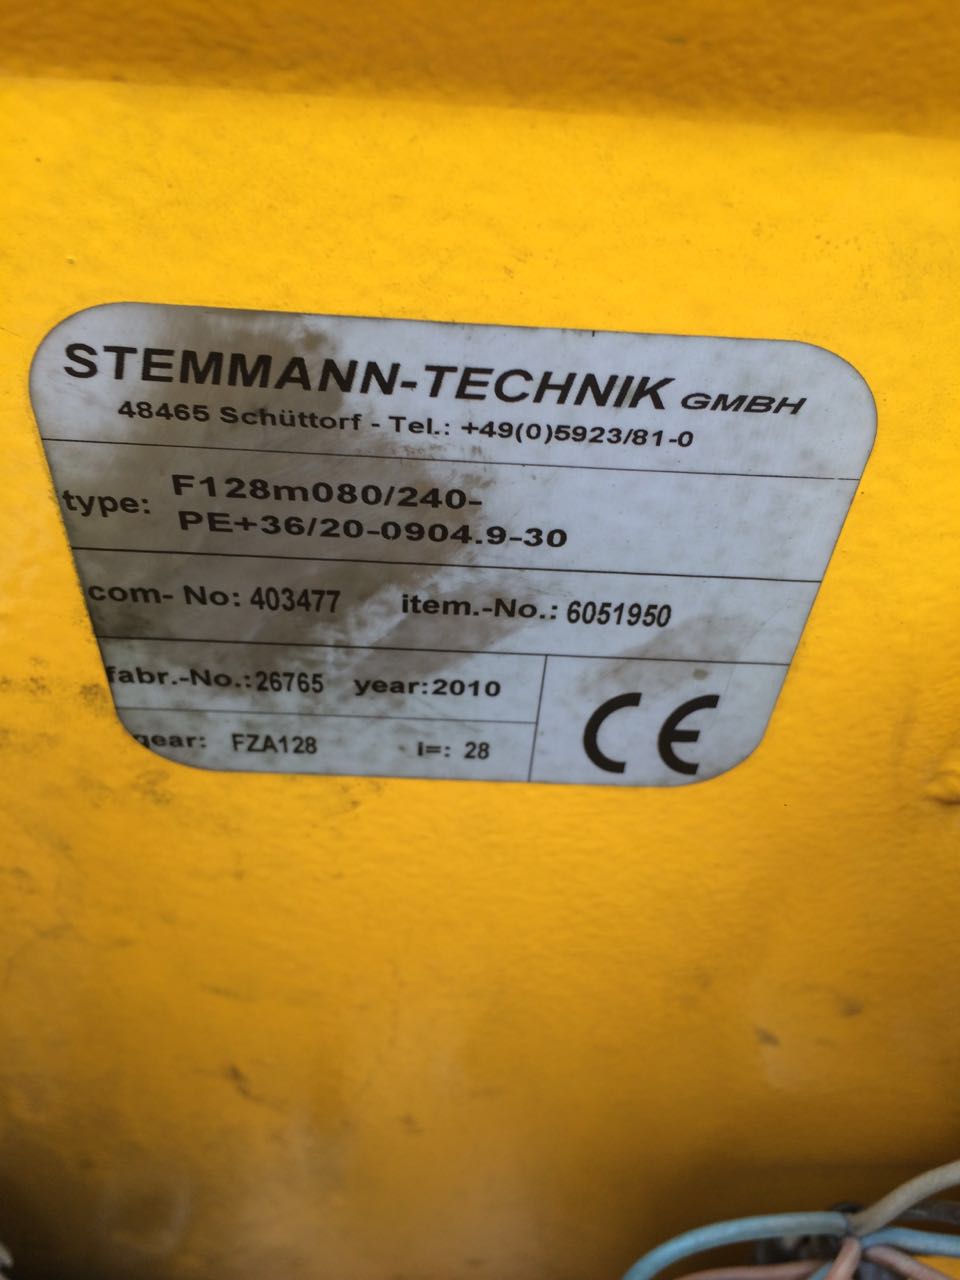 STEMMANN-TECHNIK GMBH
48465 Schüttorf - Tel.: +49(0)5923/81-0
type: F128m080/240-
PE+36/20-0904.9-30
com- No: 403477 item.-No.: 6051950
fabr.-No.:26765 year:2010
gear: FZA128 i=: 28
CE